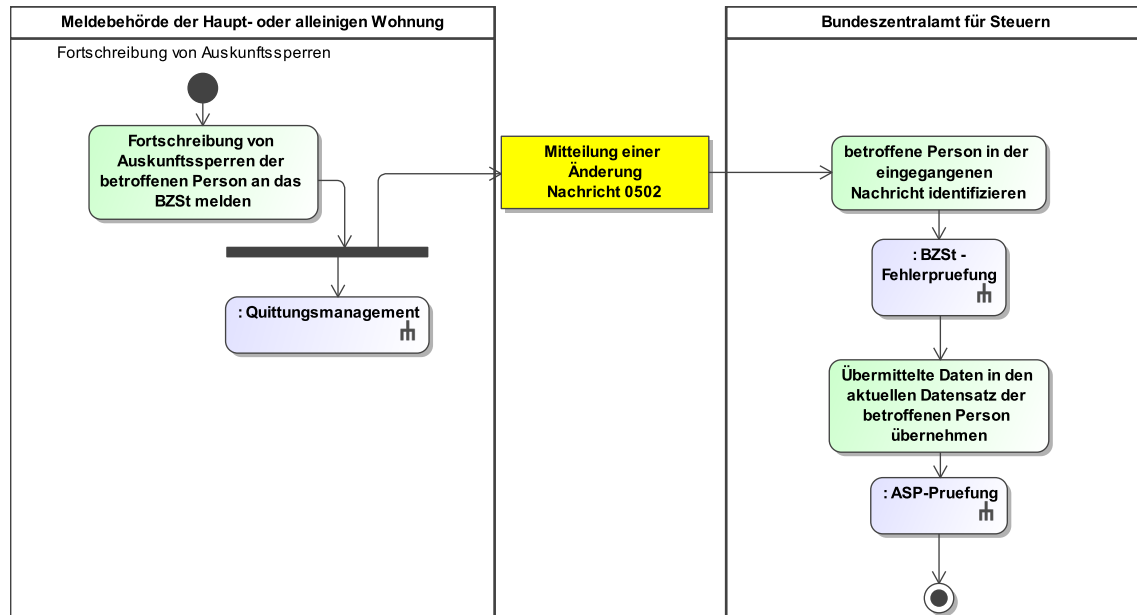 Meldebehörde der Haupt- oder alleinigen Wohnung
Fortschreibung von Auskunftssperren
Fortschreibung von
Auskunftssperren der
betroffenen Person an das
BZSt melden
: Quittungsmanagement
Mitteilung einer
Änderung
Nachricht 0502
Bundeszentralamt für Steuern
betroffene Person in der
eingegangenen
Nachricht identifizieren
: BZSt -
Fehlerpruefung
Übermittelte Daten in den
aktuellen Datensatz der
betroffenen Person
übernehmen
: ASP-Pruefung